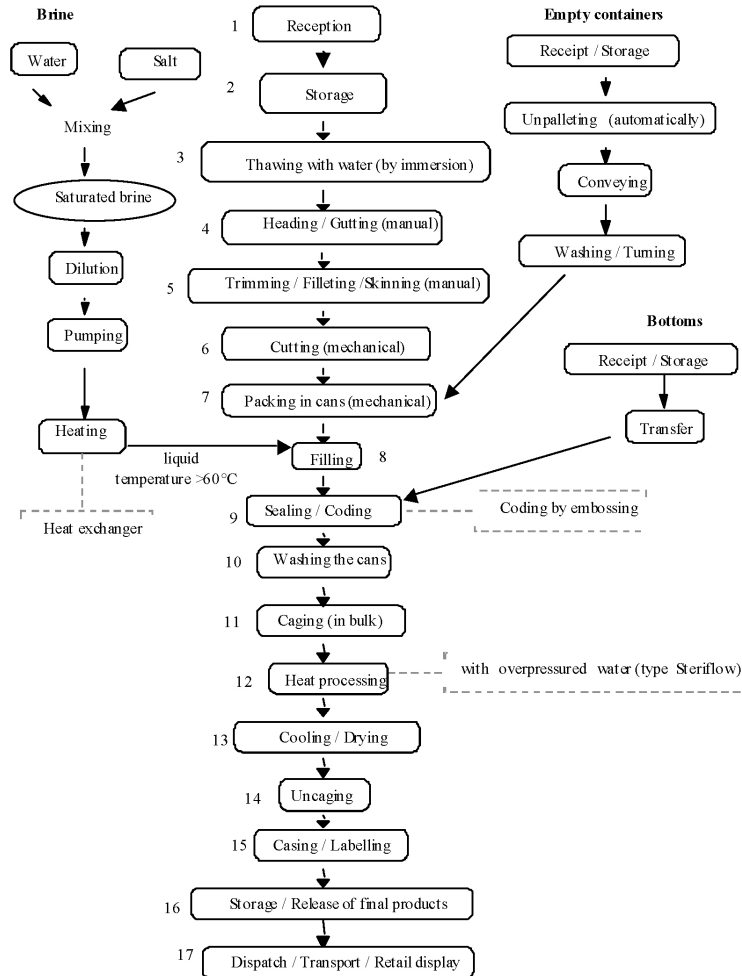 Brine
Water
Salt
Mixing
Saturated brine
Dilution
Pumping
Heating
liquid
temperature >60°C
Heat exchanger
1 Reception
2 Storage
3 Thawing with water (by immersion)
4 Heading / Gutting (manual)
5 Trimming / Filleting /Skinning (manual)
6 Cutting (mechanical)
7 Packing in cans (mechanical)
Filling 8
9 Sealing / Coding
Coding by embossing
10 Washing the cans
11 Caging (in bulk)
12 Heat processing
with overpressured water (type Steriflow)
13 Cooling / Drying
14 Uncaging
15 Casing / Labelling
16 Storage / Release of final products
17 Dispatch / Transport / Retail display
Empty containers
Receipt / Storage
Unpalleting (automatically)
Conveying
Washing / Turning
Bottoms
Receipt / Storage
Transfer